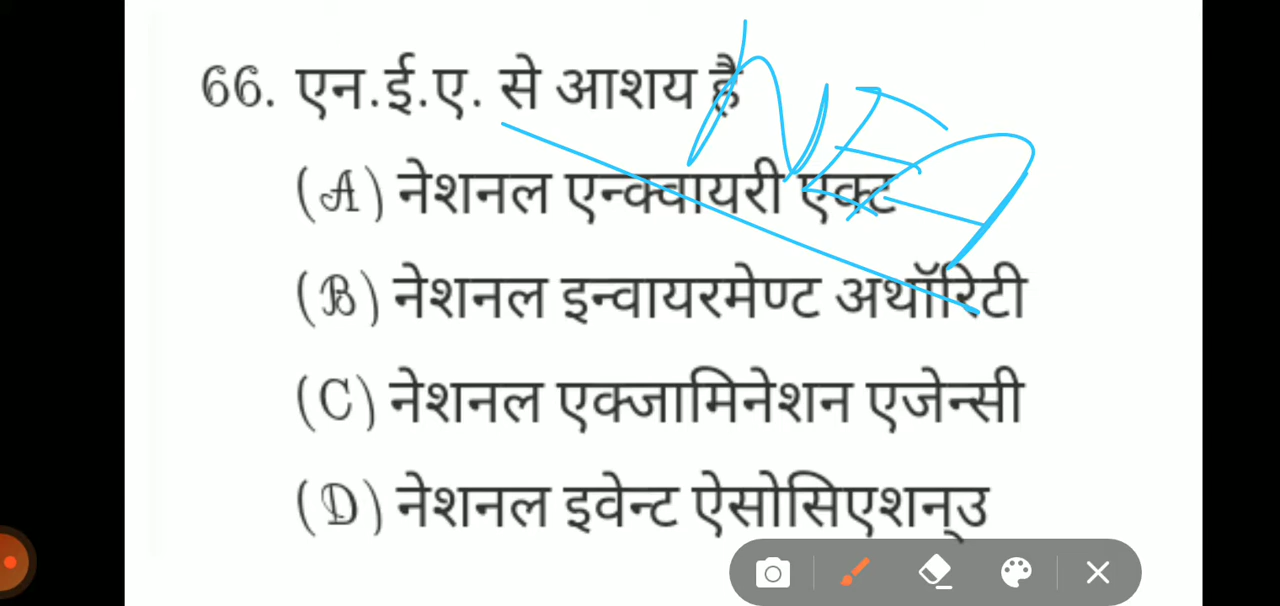 66. एन.ई.ए. से आशय है
NEA
(A) नेशनल एन्क्वायरी एक्ट
(B) नेशनल इन्वायरमेण्ट अथॉरिटी
(C) नेशनल एक्जामिनेशन एजेन्सी
(D) नेशनल इवेन्ट ऐसोसिएशन्उ